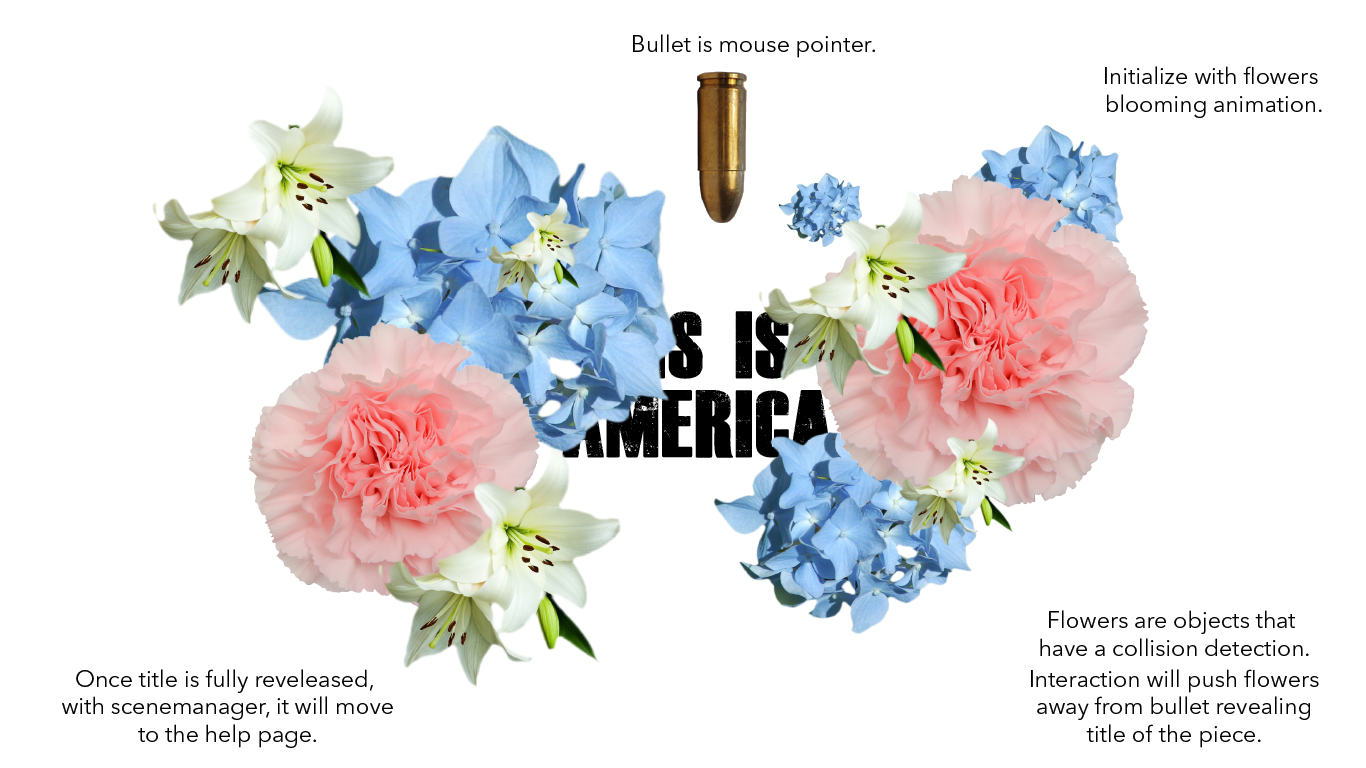 Bullet is mouse pointer.
Initialize with flowers
blooming animation.
IS IS
AMERICA
Flowers are objects that
have a collision detection.
Interaction will push flowers
away from bullet revealing
title of the piece.
Once title is fully reveleased,
with scenemanager, it will move
to the help page.